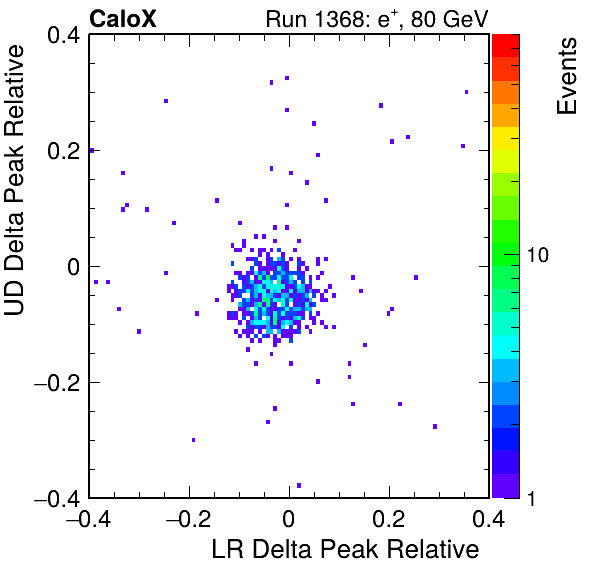 CaloX Run 1368: e⁺, 80 GeV
UD Delta Peak Relative
0.4
0.2
0
−0.2
−0.4
−0.4 −0.2 0 0.2 0.4
LR Delta Peak Relative
Events
10
1